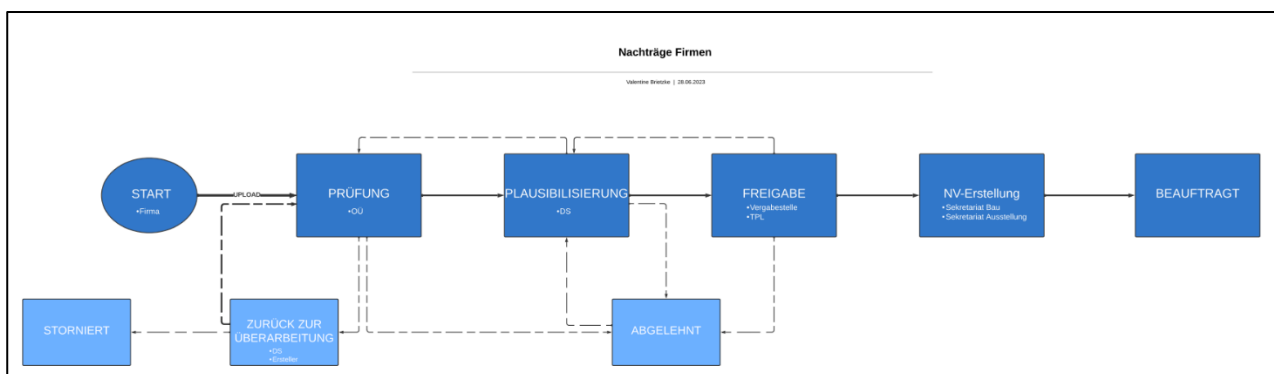 Nachträge Firmen
Valentine Brietzke | 28.06.2023
START
•Firma
UPLOAD
PRÜFUNG
•OÜ
PLAUSIBILISIERUNG
•DS
FREIGABE
•Vergabestelle
•TPL
NV-Erstellung
•Sekretariat Bau
•Sekretariat Ausstellung
BEAUFTRAGT
STORNIERT
ZURÜCK ZUR
ÜBERARBEITUNG
•DS
•Ersteller
ABGELEHNT